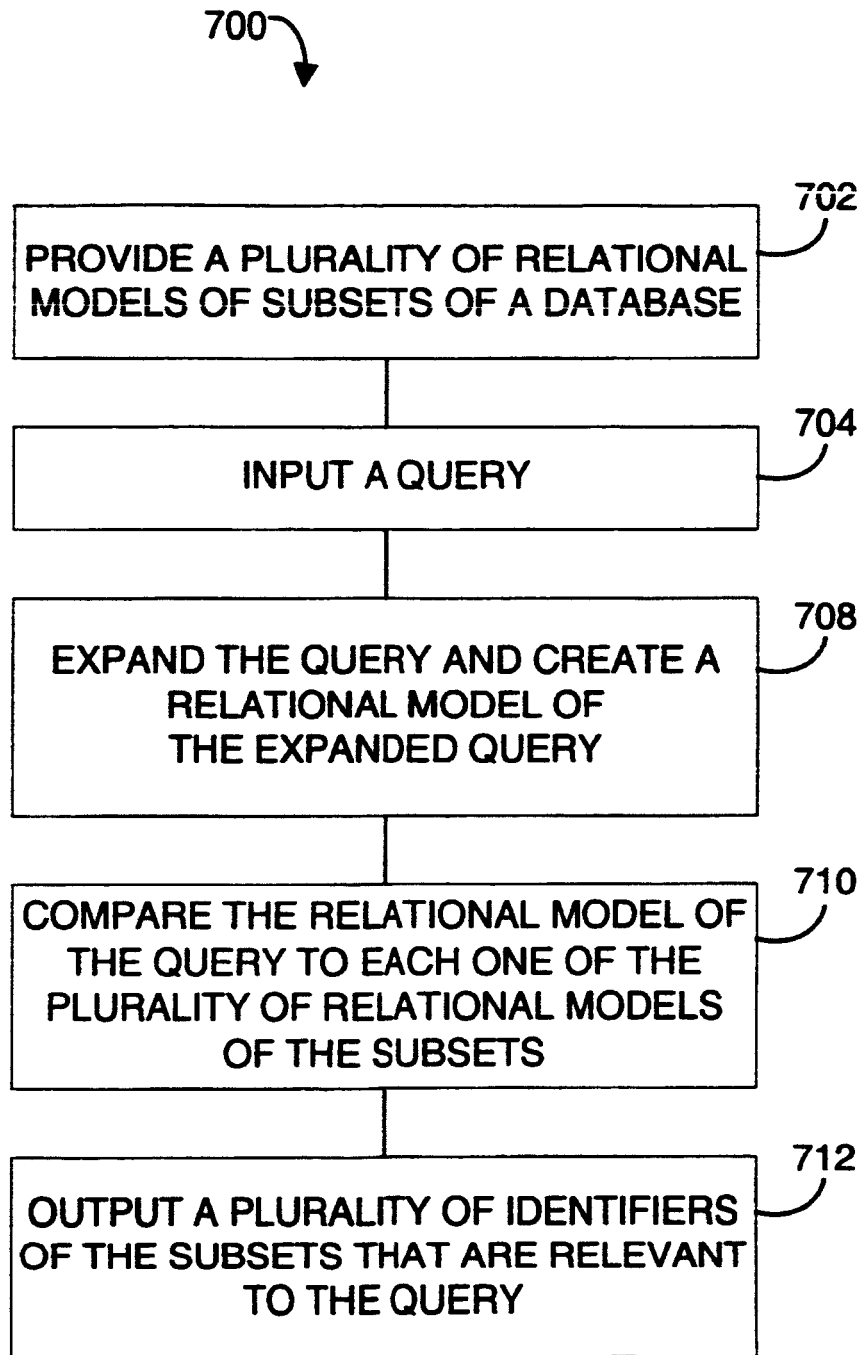 700
702
PROVIDE A PLURALITY OF RELATIONAL
MODELS OF SUBSETS OF A DATABASE
704
INPUT A QUERY
708
EXPAND THE QUERY AND CREATE A
RELATIONAL MODEL OF
THE EXPANDED QUERY
710
COMPARE THE RELATIONAL MODEL OF
THE QUERY TO EACH ONE OF THE
PLURALITY OF RELATIONAL MODELS
OF THE SUBSETS
712
OUTPUT A PLURALITY OF IDENTIFIERS
OF THE SUBSETS THAT ARE RELEVANT
TO THE QUERY